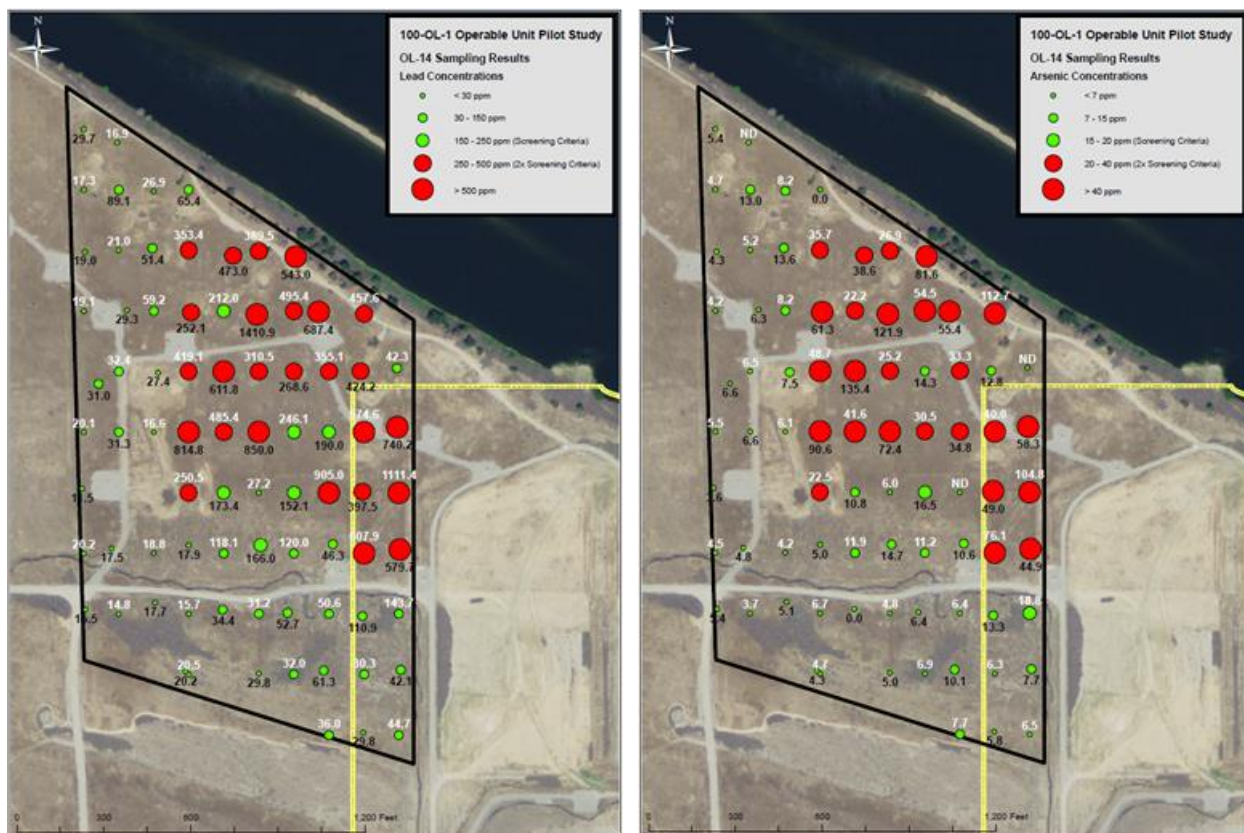 N
100-OL-1 Operable Unit Pilot Study
OL-14 Sampling Results
Lead Concentrations
< 30 ppm
30 - 150 ppm
150 - 250 ppm (Screening Criteria)
250 - 500 ppm (2x Screening Criteria)
> 500 ppm
29.7 16.9
17.3 89.1 26.9 65.4
19.0 21.0 51.4 353.4 473.0 389.5 543.0
19.1 29.3 59.2 252.1 212.0 1410.9 495.4 687.4 457.6
31.0 32.4 27.4 419.1 611.8 310.5 268.6 355.1 424.2 42.3
20.1 31.3 16.6 814.8 485.4 850.0 246.1 190.0 574.6 740.2
250.5 173.4 27.2 152.1 905.0 397.5 1111.4
20.2 17.5 18.8 17.9 118.1 166.0 120.0 46.3 579.7
14.8 17.7 15.7 34.4 31.2 52.7 50.6 110.9 143.7
20.5 20.2 29.8 32.0 61.3 42.1
36.0 29.8 44.7
0 600 1,200 Feet
N
100-OL-1 Operable Unit Pilot Study
OL-14 Sampling Results
Arsenic Concentrations
< 7 ppm
7 - 15 ppm
15 - 20 ppm (Screening Criteria)
20 - 40 ppm (2x Screening Criteria)
> 40 ppm
5.4 ND
4.7 13.0 8.2 0.0
4.3 5.2 13.6 35.7 38.6 26.9 81.6
4.2 6.3 8.2 61.3 22.2 121.9 54.5 55.4 112.7
6.6 6.5 7.5 48.7 135.4 25.2 14.3 33.3 12.8 ND
5.5 6.6 6.1 90.6 41.6 72.4 30.5 34.8 40.0 58.3
22.5 10.8 6.0 16.5 ND 49.0 104.8
4.5 4.8 4.2 5.0 11.9 14.7 11.2 10.6 76.1 44.9
5.4 3.7 5.1 6.7 0.0 4.8 6.4 6.4 13.3 18.8
4.7 4.3 5.0 6.9 10.1 6.3 7.7
7.7 5.8 6.5
0 600 1,200 Feet